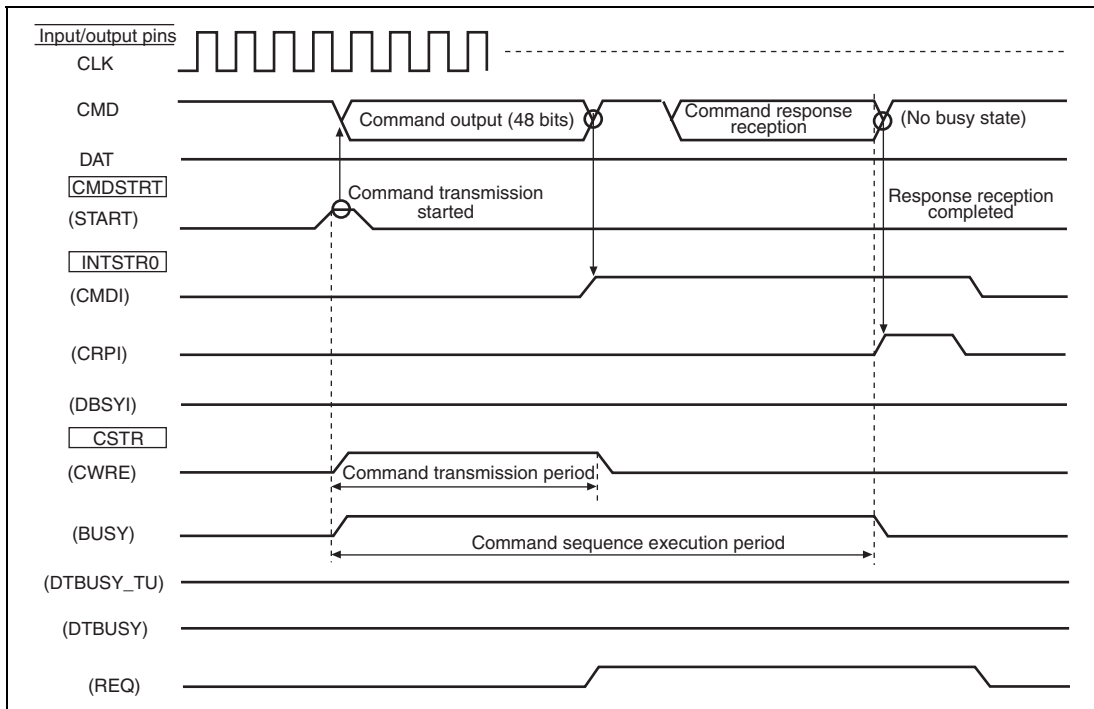 Input/output pins
CLK
CMD
Command output (48 bits)
Command response
reception
(No busy state)
DAT
CMDSTRT
(START)
Command transmission
started
Response reception
completed
INTSTR0
(CMDI)
(CRPI)
(DBSYI)
CSTR
(CWRE)
Command transmission period
(BUSY)
Command sequence execution period
(DTBUSY_TU)
(DTBUSY)
(REQ)